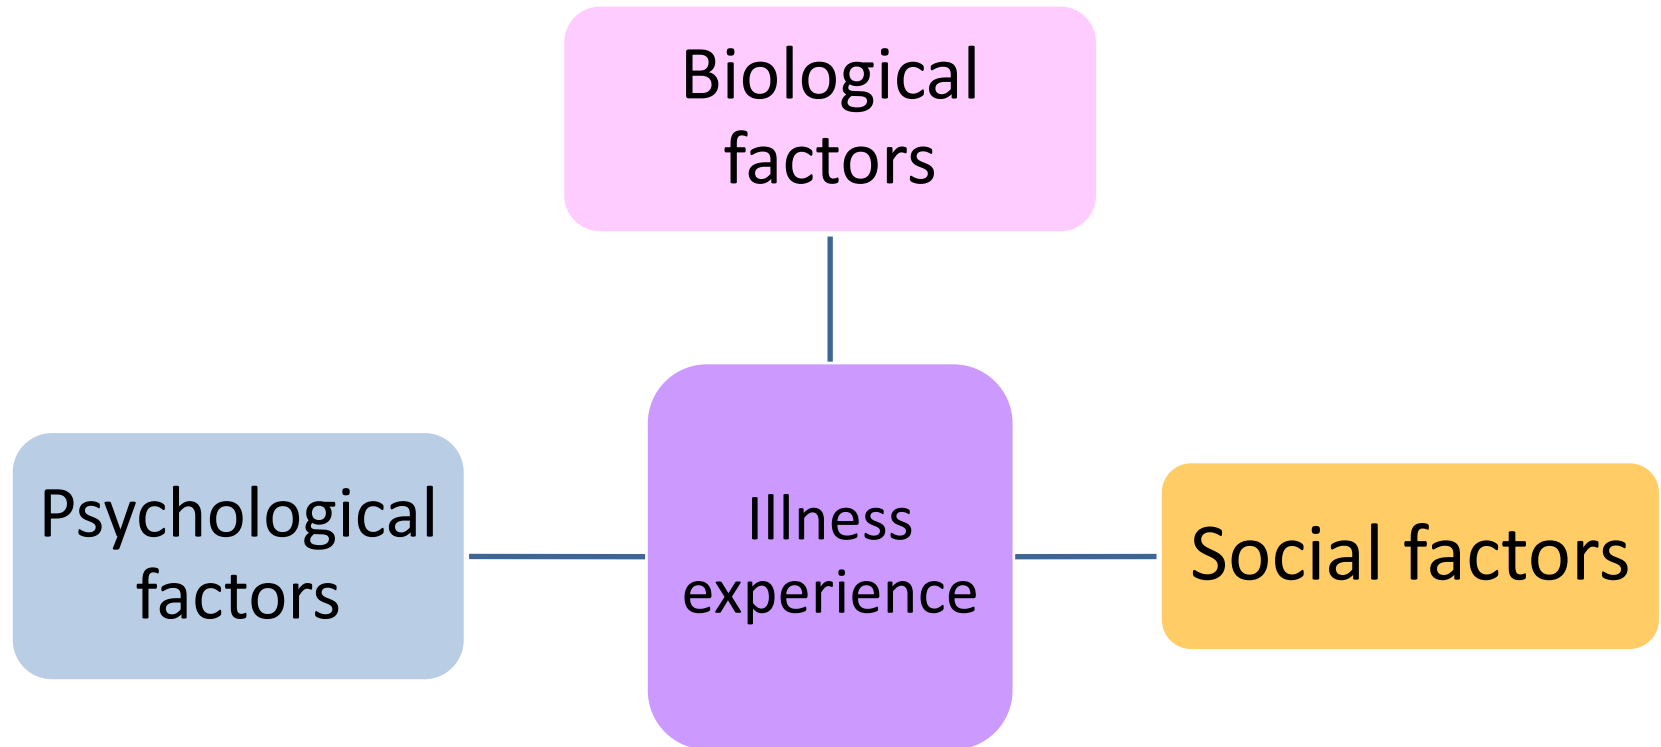 Biological
factors
Psychological
factors
Illness
experience
Social factors